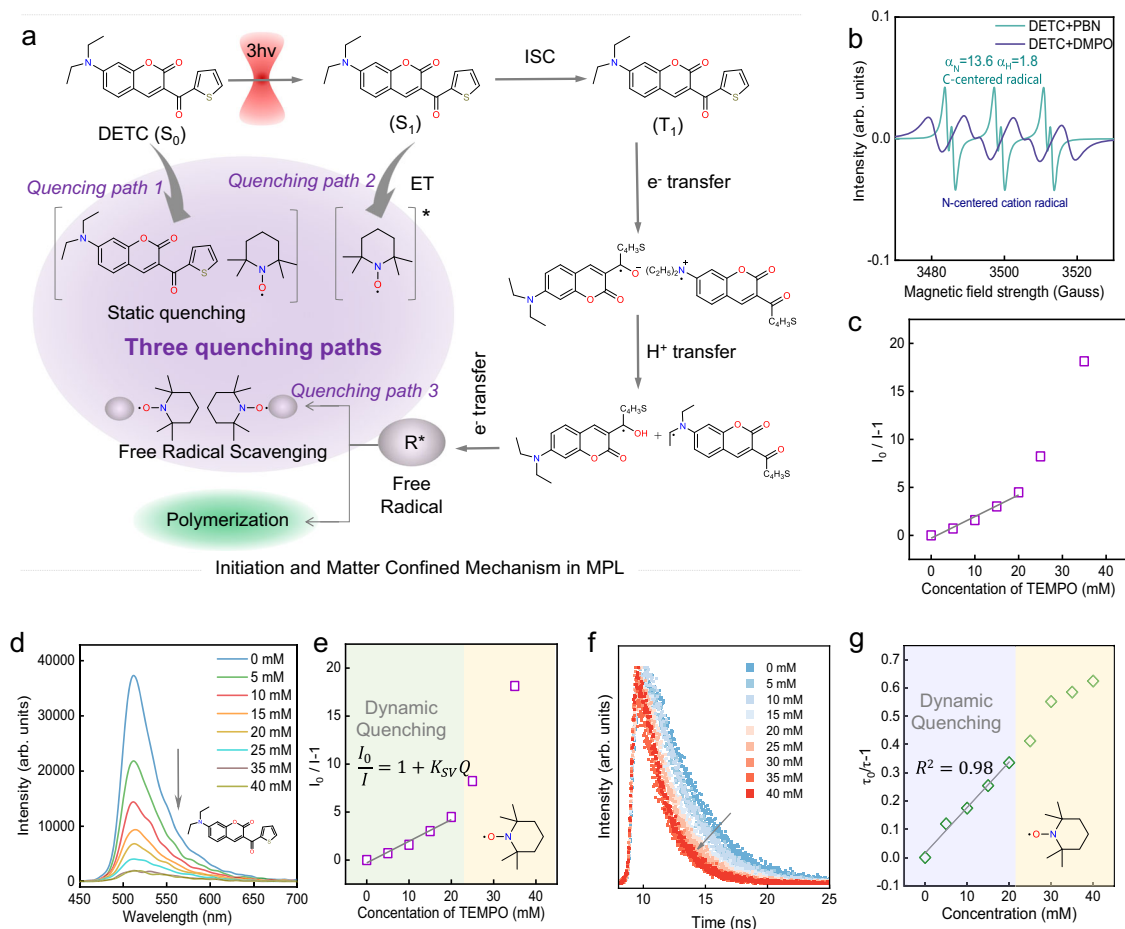 a
3hv
ISC
DETC (S0)
(S1)
(T1)
Quencing path 1
Quenching path 2
ET
*
e- transfer
Static quenching
Three quenching paths
Quenching path 3
Free Radical Scavenging
H+ transfer
e- transfer
R*
Free
Radical
Polymerization
Initiation and Matter Confined Mechanism in MPL
N
O
O
O
S
N
O
O
O
S
N
O
O
O
S
N
O
O
O
S
N
O·
N
O·
C4H3S
O-
N
O
O
(C2H5)2N+
O
O
O
C4H3S
C4H3S
OH
N
O
O
+
N
O
O
O
C4H3S
·O-N
N-O·
b
DETC+PBN
DETC+DMPO
αN=13.6 αH=1.8
C-centered radical
N-centered cation radical
0.1
0.0
-0.1
Intensity (arb. units)
3480
3500
3520
Magnetic field strength (Gauss)
c
20
15
10
5
0
I0 / I-1
0
10
20
30
40
Concentation of TEMPO (mM)
d
40000
30000
20000
10000
0
Intensity (arb. units)
0 mM
5 mM
10 mM
15 mM
20 mM
25 mM
35 mM
40 mM
N
O
O
O
S
450
500
550
600
650
700
Wavelength (nm)
e
20
15
10
5
0
I0 / I-1
Dynamic
Quenching
I0/I = 1 + KSVQ
·O-N
0
10
20
30
40
Concentation of TEMPO (mM)
f
Intensity (arb. units)
0 mM
5 mM
10 mM
15 mM
20 mM
25 mM
30 mM
35 mM
40 mM
10
15
20
25
Time (ns)
g
0.8
0.6
0.4
0.2
0.0
-0.1
τ0/τ-1
Dynamic
Quenching
R2 = 0.98
·O-N
0
10
20
30
40
Concentration (mM)